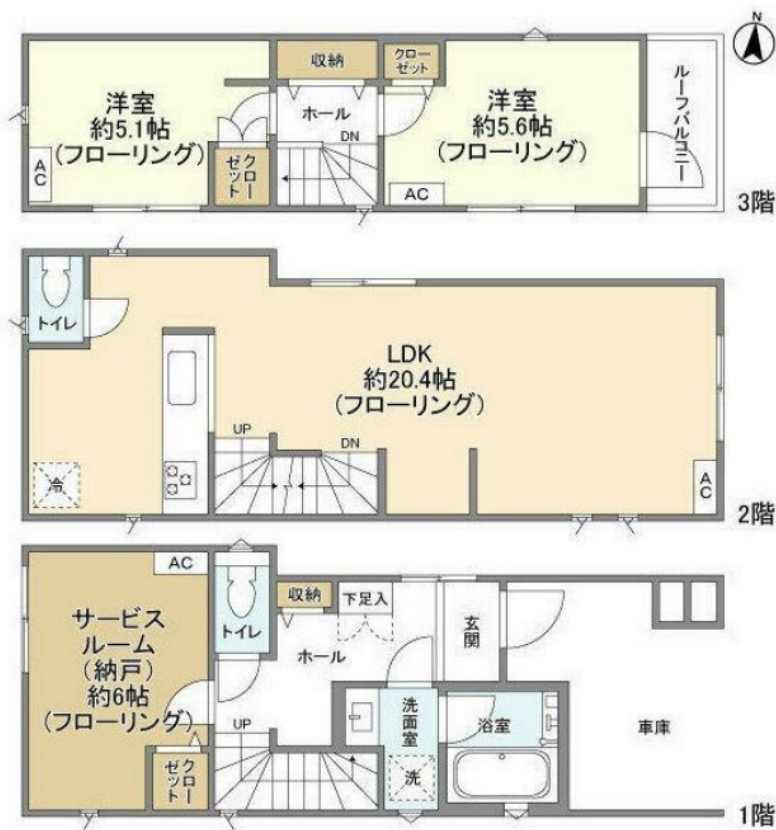 N
収納
クロー
ゼット
洋室
約5.1帖
(フローリング)
ホール
DN
洋室
約5.6帖
(フローリング)
ルーフバルコニー
AC
クロー
ゼット
AC
3階
トイレ
LDK
約20.4帖
(フローリング)
UP
DN
冷
AC
2階
AC
サービス
ルーム
(納戸)
約6帖
(フローリング)
トイレ
収納
下足入
ホール
玄関
UP
洗面室
浴室
車庫
クロー
ゼット
洗
1階